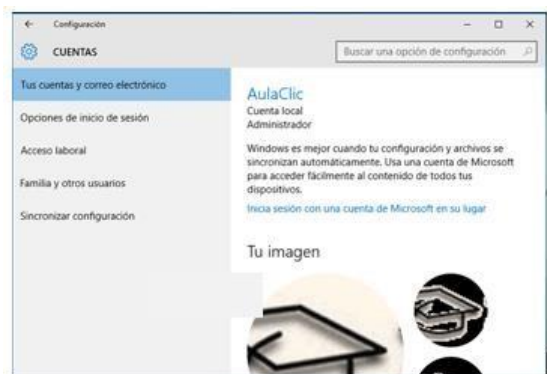 Configuración
CUENTAS
Buscar una opción de configuración
Tus cuentas y correo electrónico
Opciones de inicio de sesión
Acceso laboral
Familia y otros usuarios
Sincronizar configuración
AulaClic
Cuenta local
Administrador
Windows es mejor cuando tu configuración y archivos se
sincronizan automáticamente. Usa una cuenta de Microsoft
para acceder fácilmente al contenido de todos tus
dispositivos.
Inicia sesión con una cuenta de Microsoft en su lugar
Tu imagen